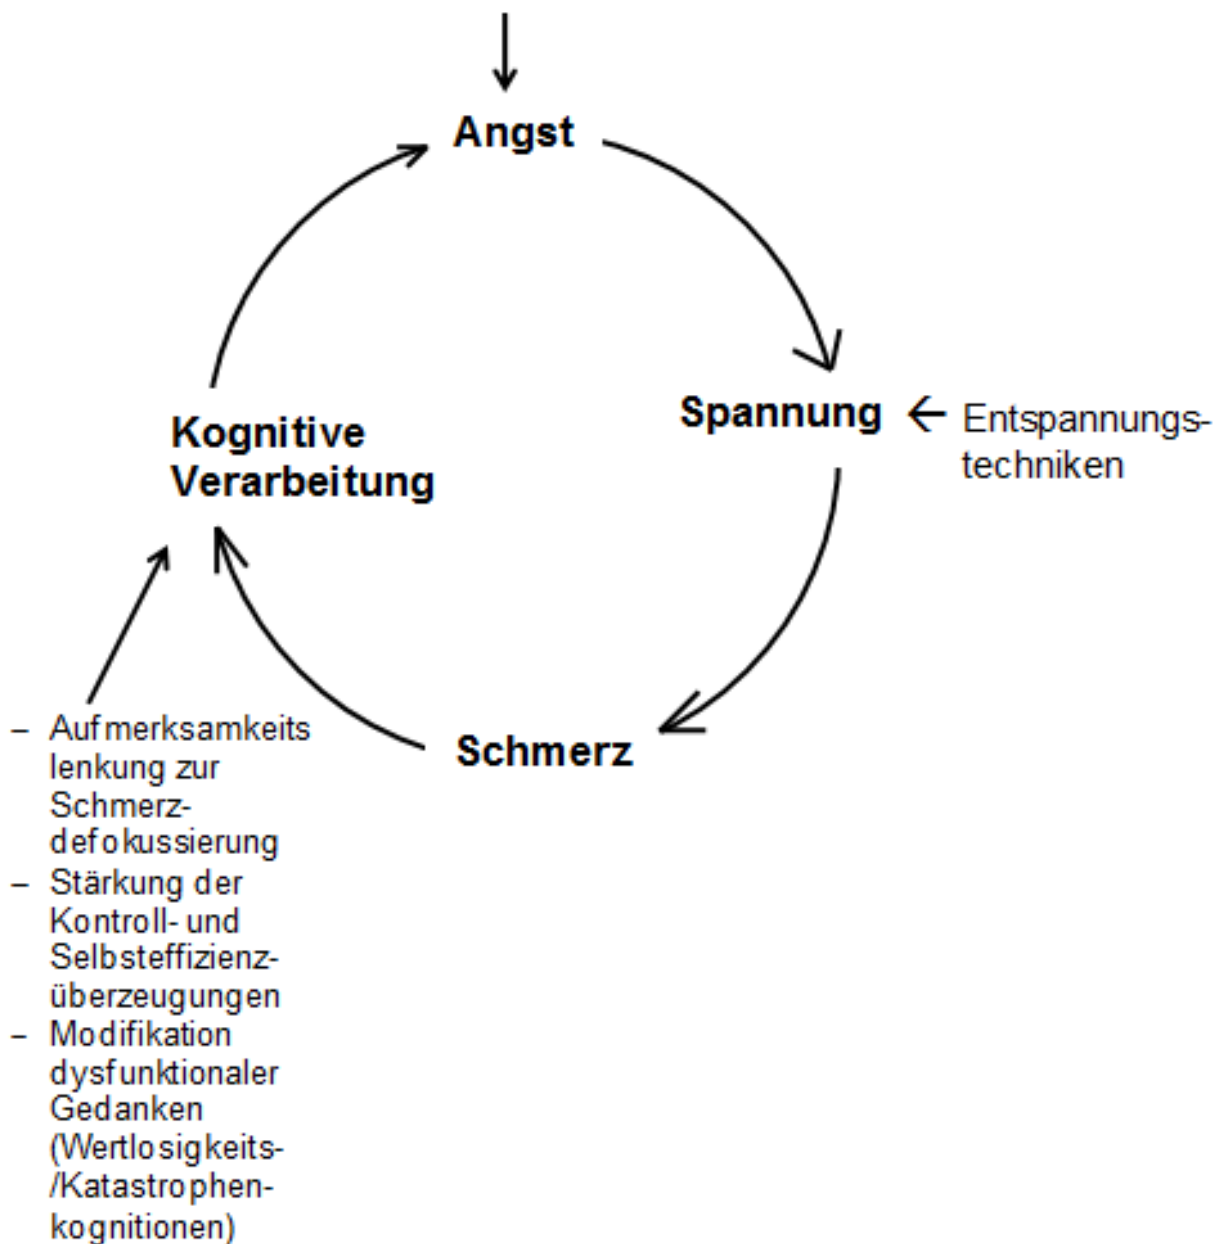 Angst
Spannung
Entspannungs-
techniken
Kognitive
Verarbeitung
Schmerz
– Aufmerksamkeits
lenkung zur
Schmerz-
defokussierung
– Stärkung der
Kontroll- und
Selbsteffizienz-
überzeugungen
– Modifikation
dysfunktionaler
Gedanken
(Wertlosigkeits-
/Katastrophen-
kognitionen)